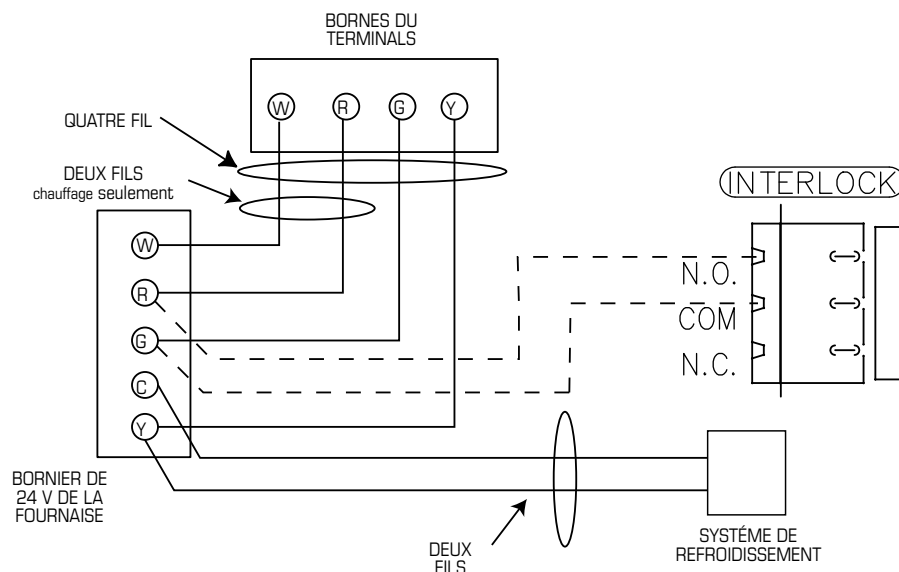 BORNES DU
TERMINALS
W R G Y
QUATRE FIL
DEUX FILS
chauffage seulement
INTERLOCK
W
R
G
C
Y
N.O.
COM
N.C.
BORNIER DE
24 V DE LA
FOURNAISE
DEUX
FILS
SYSTÉME DE
REFROIDISSEMENT